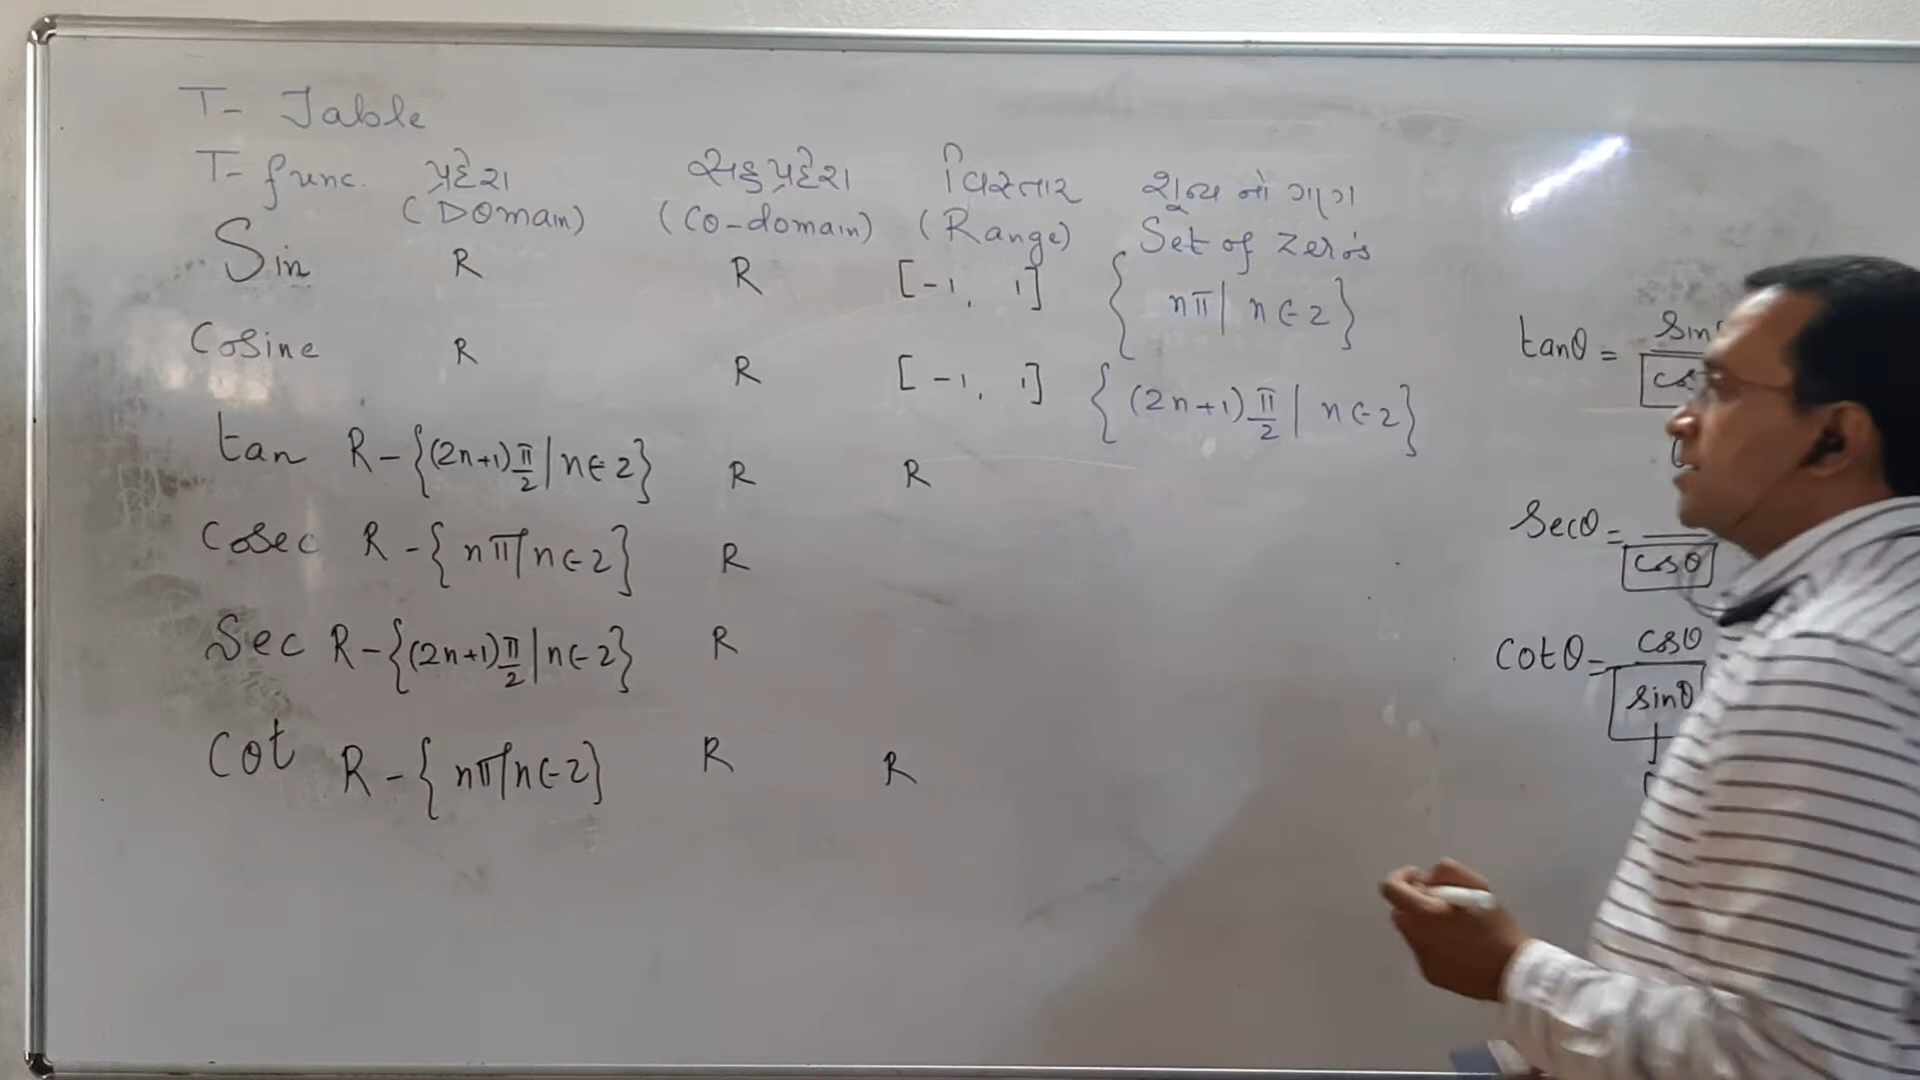 T- Table
T- func. પ્રદેશ સહપ્રદેશ વિસ્તાર શૂન્ય નો ગણ
(Domain) (Co-domain) (Range) Set of zero's
Sin R R [-1, 1] { nπ | n ∈ Z }
Cosine R R [-1, 1] { (2n+1) π/2 | n ∈ Z }
tan R - { (2n+1) π/2 | n ∈ Z } R R
Cosec R - { nπ | n ∈ Z } R
Sec R - { (2n+1) π/2 | n ∈ Z } R
Cot R - { nπ | n ∈ Z } R R
tanθ = sin
secθ = cosθ
cotθ = cosθ / sinθ